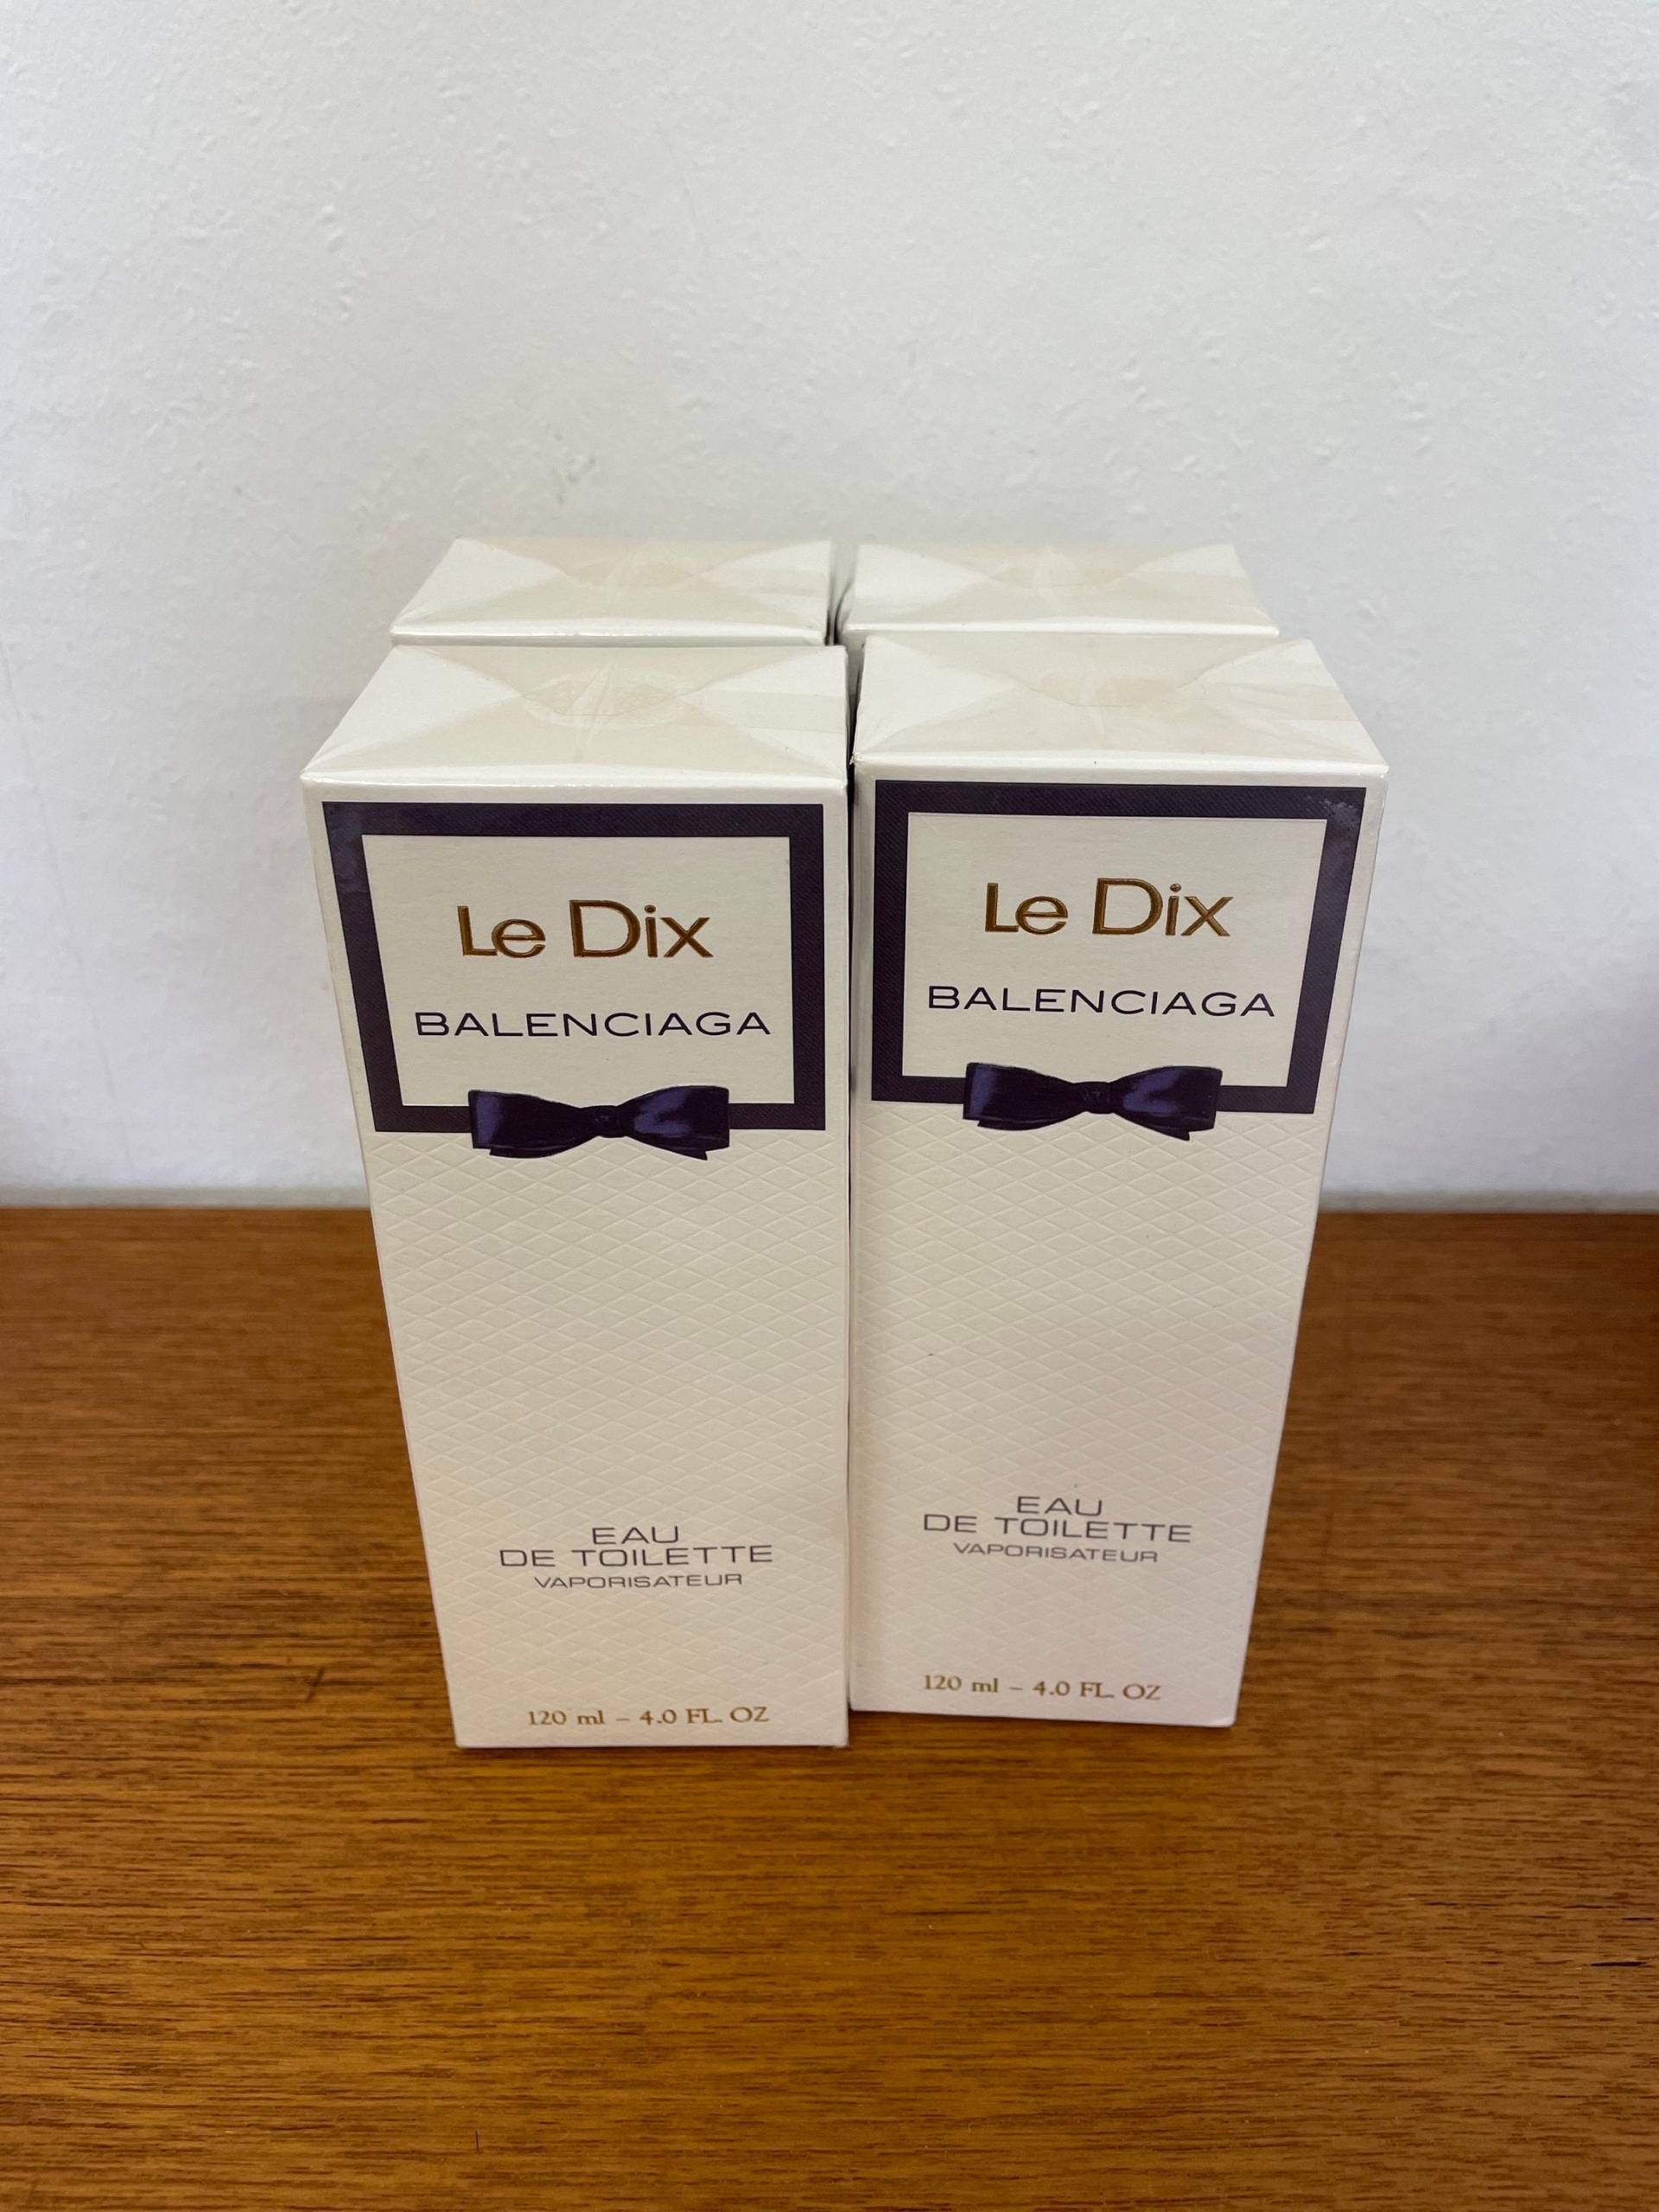 Le Dix
BALENCIAGA
EAU
DE TOILETTE
VAPORISATEUR
120 ml – 4.0 FL. OZ
Le Dix
BALENCIAGA
EAU
DE TOILETTE
VAPORISATEUR
120 ml – 4.0 FL. OZ